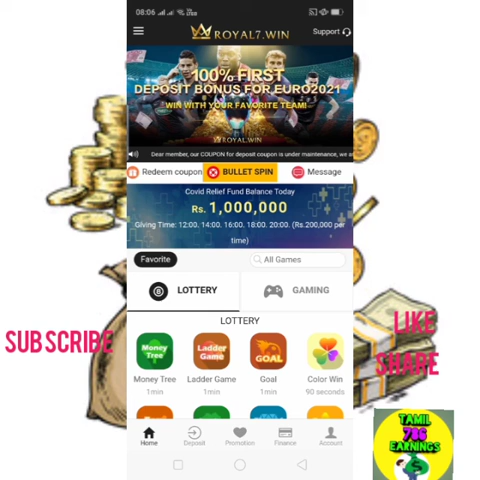 08:06
ROYAL7.WIN
Support
100% FIRST
DEPOSIT BONUS FOR EURO2021
WIN WITH YOUR FAVORITE TEAM!
ROYAL.WIN
Dear member, our COUPON for deposit coupon is under maintenance, we a
Redeem coupon
BULLET SPIN
Message
Covid Relief Fund Balance Today
Rs. 1,000,000
Giving Time: 12:00. 14:00. 16:00. 18:00. 20:00. (Rs.200,000 per
time)
Favorite
All Games
LOTTERY
GAMING
LOTTERY
Money
Tree
Ladder
Game
GOAL
Money Tree
Ladder Game
Goal
Color Win
1min
1min
1min
90 seconds
Home
Deposit
Promotion
Finance
Account
SUBSCRIBE
LIKE
SHARE
TAMIL
786
EARNINGS